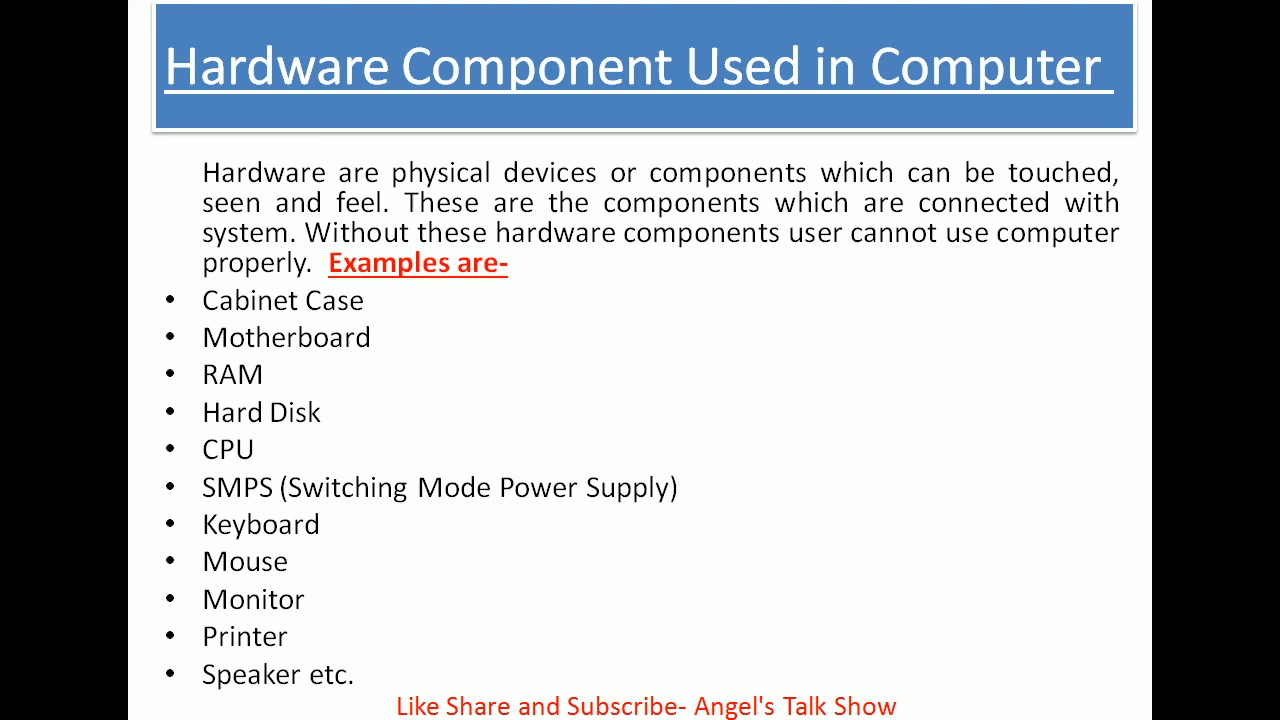 Hardware Component Used in Computer
Hardware are physical devices or components which can be touched,
seen and feel. These are the components which are connected with
system. Without these hardware components user cannot use computer
properly. Examples are-
• Cabinet Case
• Motherboard
• RAM
• Hard Disk
• CPU
• SMPS (Switching Mode Power Supply)
• Keyboard
• Mouse
• Monitor
• Printer
• Speaker etc.
Like Share and Subscribe- Angel's Talk Show